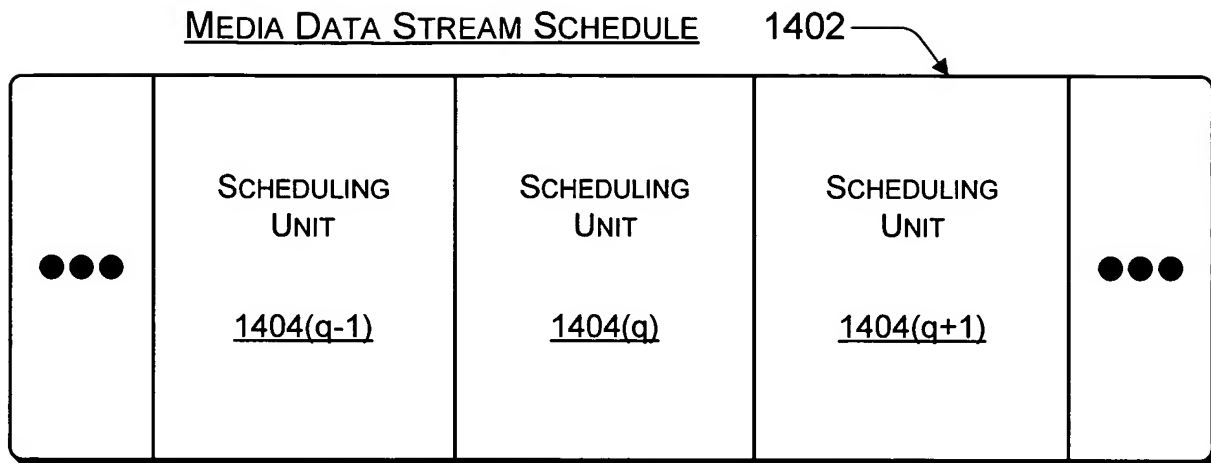 MEDIA DATA STREAM SCHEDULE 1402
SCHEDULING
UNIT
1404(q-1)
SCHEDULING
UNIT
1404(q)
SCHEDULING
UNIT
1404(q+1)